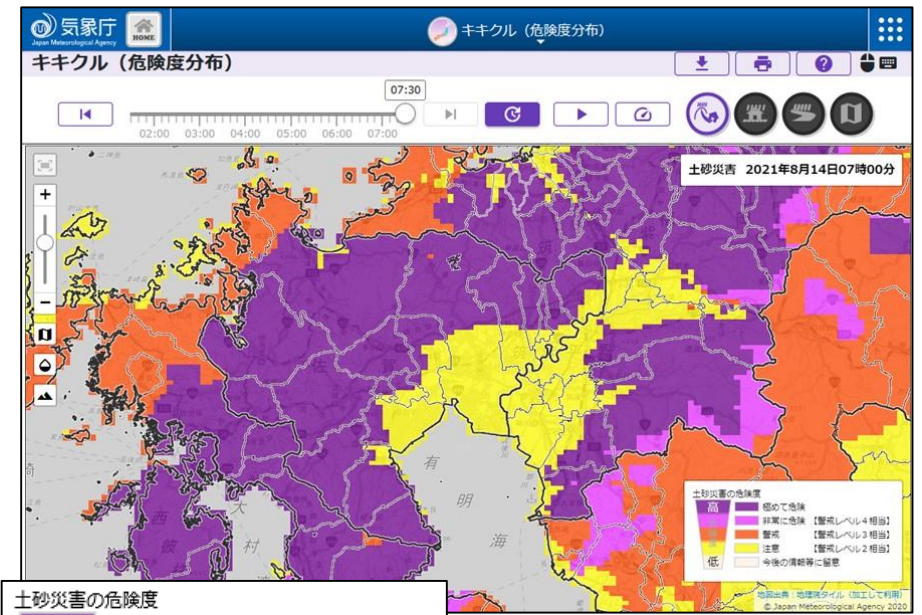 気象庁
Japan Meteorological Agency
HOME
キキクル（危険度分布）
キキクル（危険度分布）
07:30
02:00 03:00 04:00 05:00 06:00 07:00
土砂災害 2021年8月14日07時00分
有
明
海
佐
筑
大
村
西
彼
崎
土砂災害の危険度
高
極めて危険
非常に危険 【警戒レベル4相当】
警戒 【警戒レベル3相当】
注意 【警戒レベル2相当】
低
今後の情報等に留意
地図出典：地理院タイル（加工して利用）
© Japan Meteorological Agency 2020
土砂災害の危険度